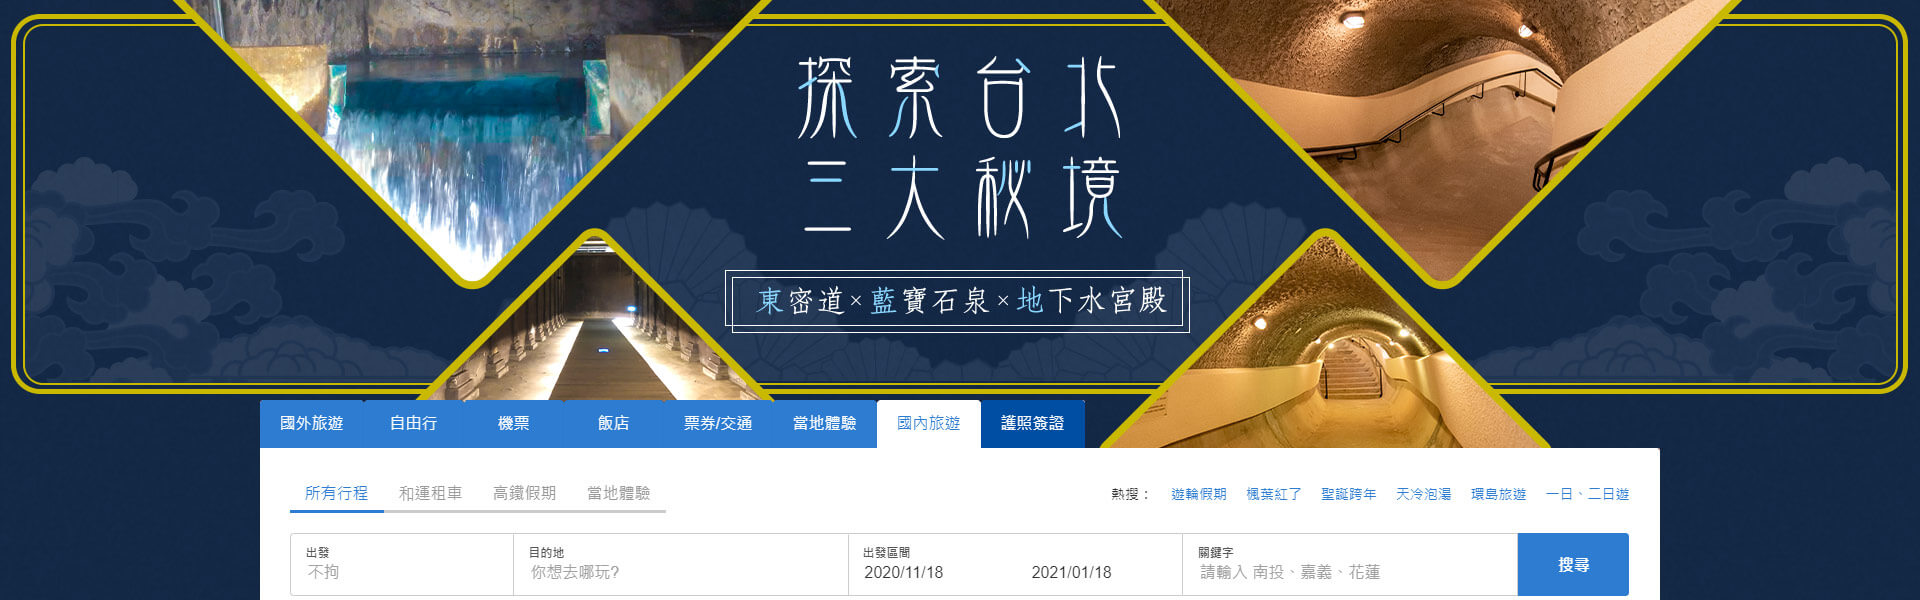 探索台北
三大秘境
東密道×藍寶石泉×地下水宮殿
國外旅遊 自由行 機票 飯店 票券/交通 當地體驗 國內旅遊 護照簽證
所有行程 和運租車 高鐵假期 當地體驗 熱搜： 遊輪假期 楓葉紅了 聖誕跨年 天冷泡湯 環島旅遊 一日、二日遊
出發 目的地 出發區間 關鍵字
不拘 你想去哪玩? 2020/11/18 2021/01/18 請輸入 南投、嘉義、花蓮
搜尋